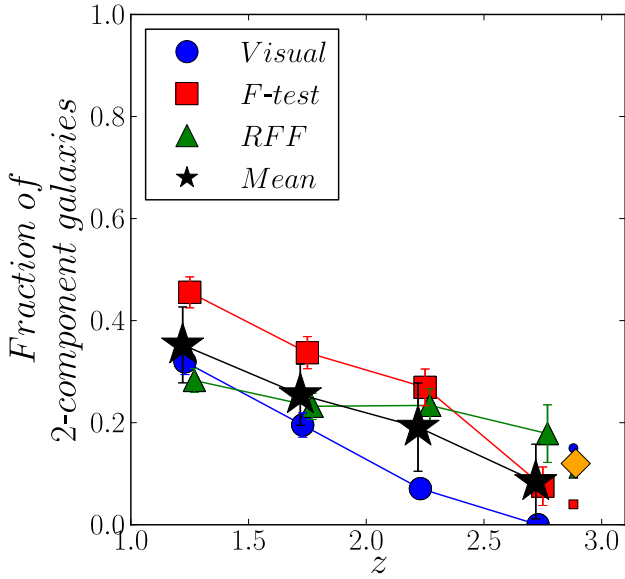 Fraction of
2-component galaxies
1.0
0.8
0.6
0.4
0.2
0.0
Visual
F-test
RFF
Mean
1.0 1.5 2.0 2.5 3.0
z